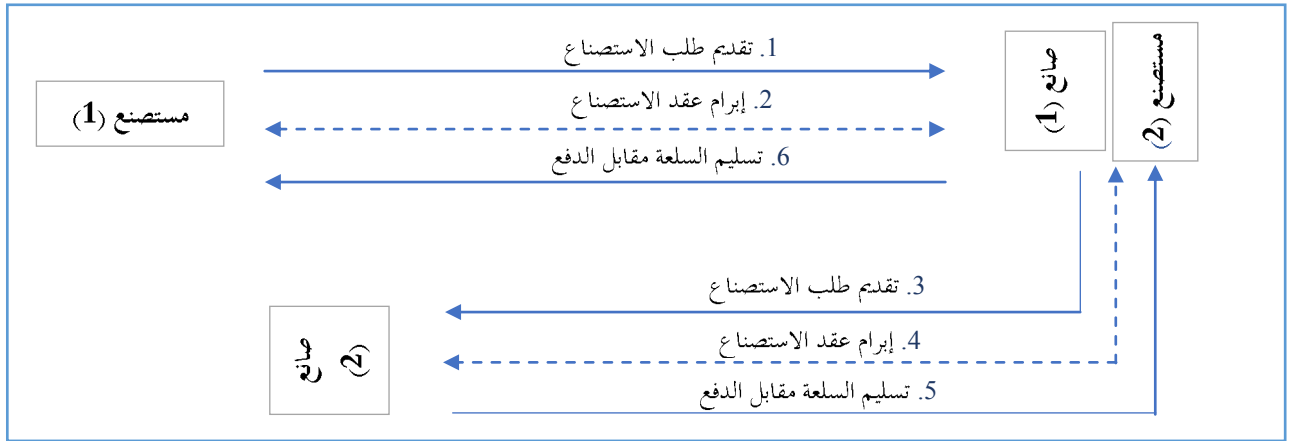 1. تقديم طلب الاستصناع
مستصنع (2)
صانع (1)
مستصنع (1)
2. إبرام عقد الاستصناع
6. تسليم السلعة مقابل الدفع
3. تقديم طلب الاستصناع
4. إبرام عقد الاستصناع
صانع
(2)
5. تسليم السلعة مقابل الدفع